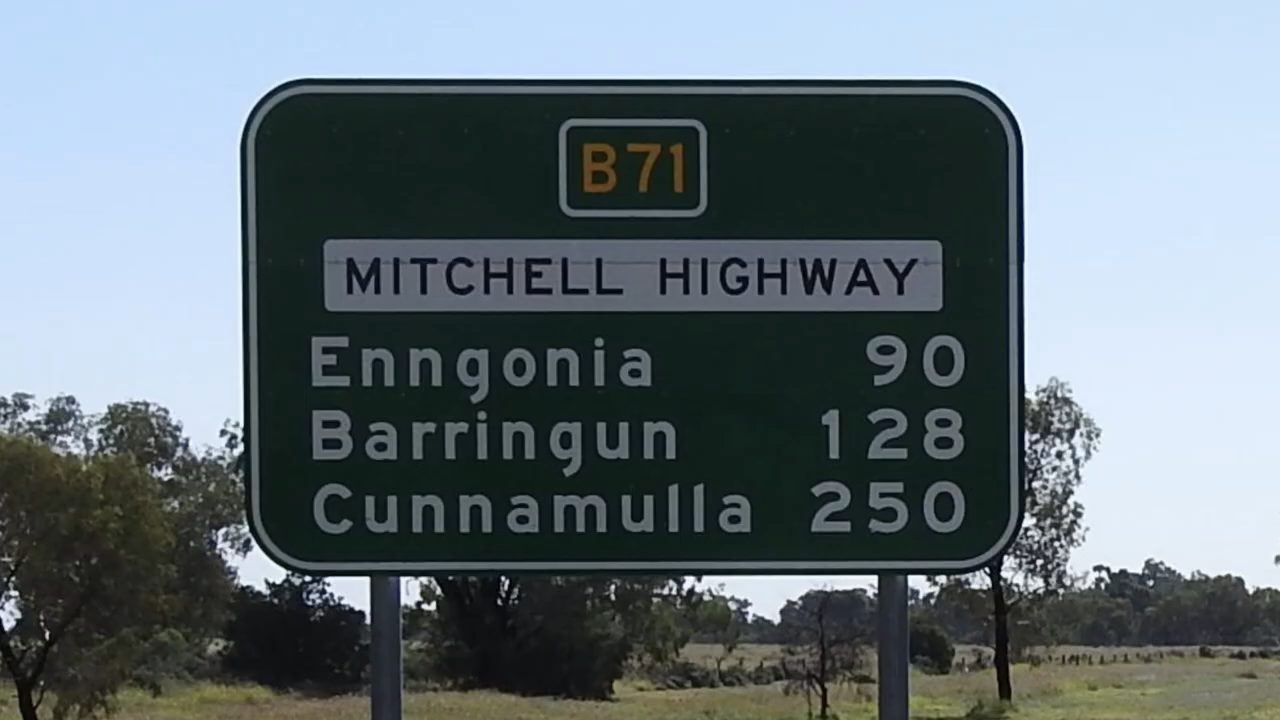 B71
MITCHELL HIGHWAY
Enngonia 90
Barringun 128
Cunnamulla 250